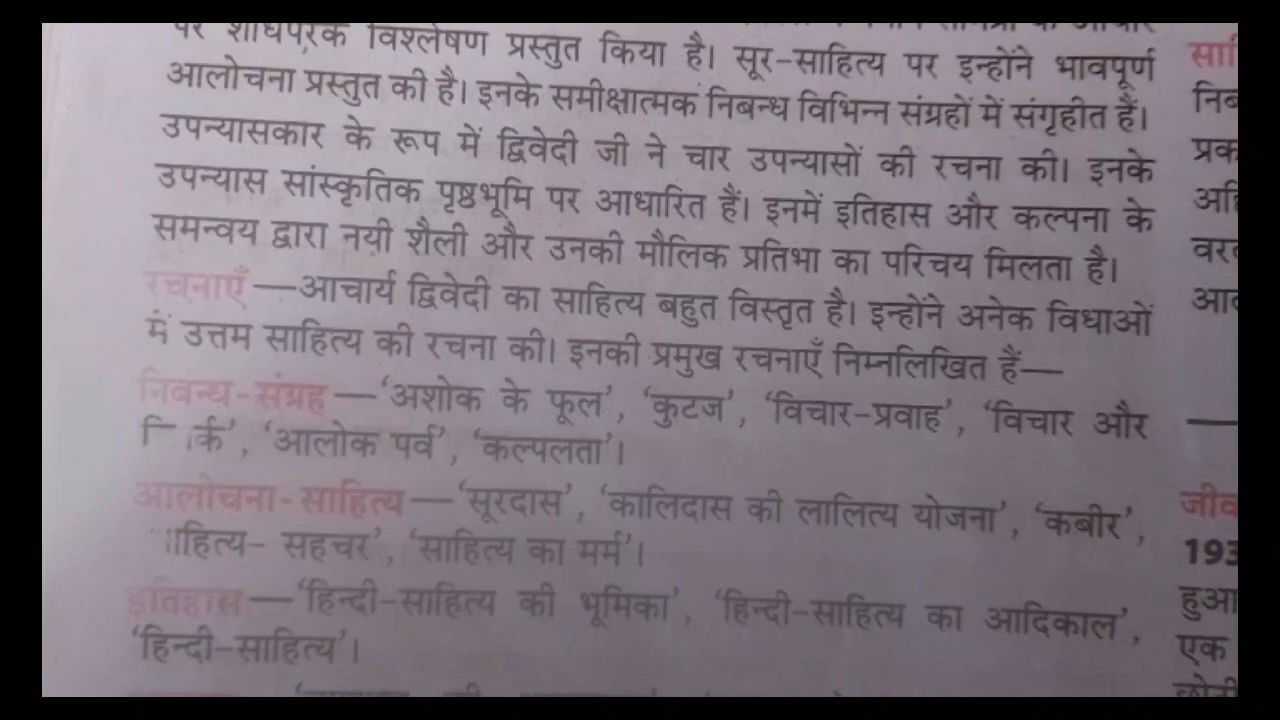 पर शोधपरक विश्लेषण प्रस्तुत किया है। सूर-साहित्य पर इन्होंने भावपूर्ण
आलोचना प्रस्तुत की है। इनके समीक्षात्मक निबन्ध विभिन्न संग्रहों में संगृहीत हैं।
उपन्यासकार के रूप में द्विवेदी जी ने चार उपन्यासों की रचना की। इनके
उपन्यास सांस्कृतिक पृष्ठभूमि पर आधारित हैं। इनमें इतिहास और कल्पना के
समन्वय द्वारा नयी शैली और उनकी मौलिक प्रतिभा का परिचय मिलता है।
रचनाएँ—आचार्य द्विवेदी का साहित्य बहुत विस्तृत है। इन्होंने अनेक विधाओं
में उत्तम साहित्य की रचना की। इनकी प्रमुख रचनाएँ निम्नलिखित हैं—
निबन्ध-संग्रह—‘अशोक के फूल’, ‘कुटज’, ‘विचार-प्रवाह’, ‘विचार और
‘आलोक पर्व’, ‘कल्पलता’।
आलोचना-साहित्य—‘सूरदास’, ‘कालिदास की लालित्य योजना’, ‘कबीर’,
सहचर’, ‘साहित्य का मर्म’।
इतिहास—‘हिन्दी-साहित्य की भूमिका’, ‘हिन्दी-साहित्य का आदिकाल’,
‘हिन्दी-साहित्य’।
हुआ
एक